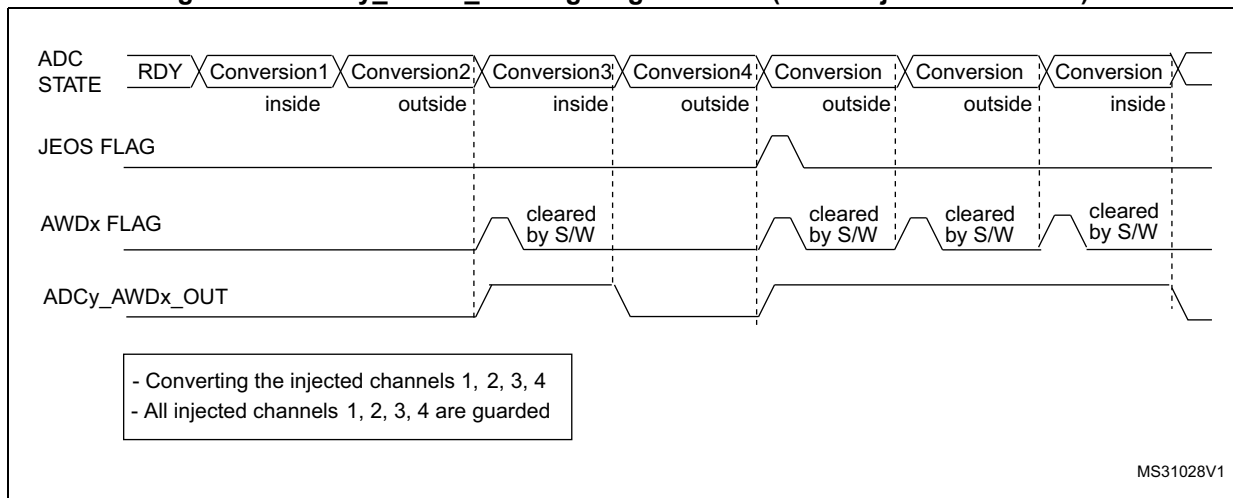 ADC
STATE
RDY Conversion1 Conversion2 Conversion3 Conversion4 Conversion Conversion Conversion
inside outside inside outside outside outside inside
JEOS FLAG
AWDx FLAG
cleared by S/W cleared by S/W cleared by S/W cleared by S/W
ADCy_AWDx_OUT
- Converting the injected channels 1, 2, 3, 4
- All injected channels 1, 2, 3, 4 are guarded
MS31028V1